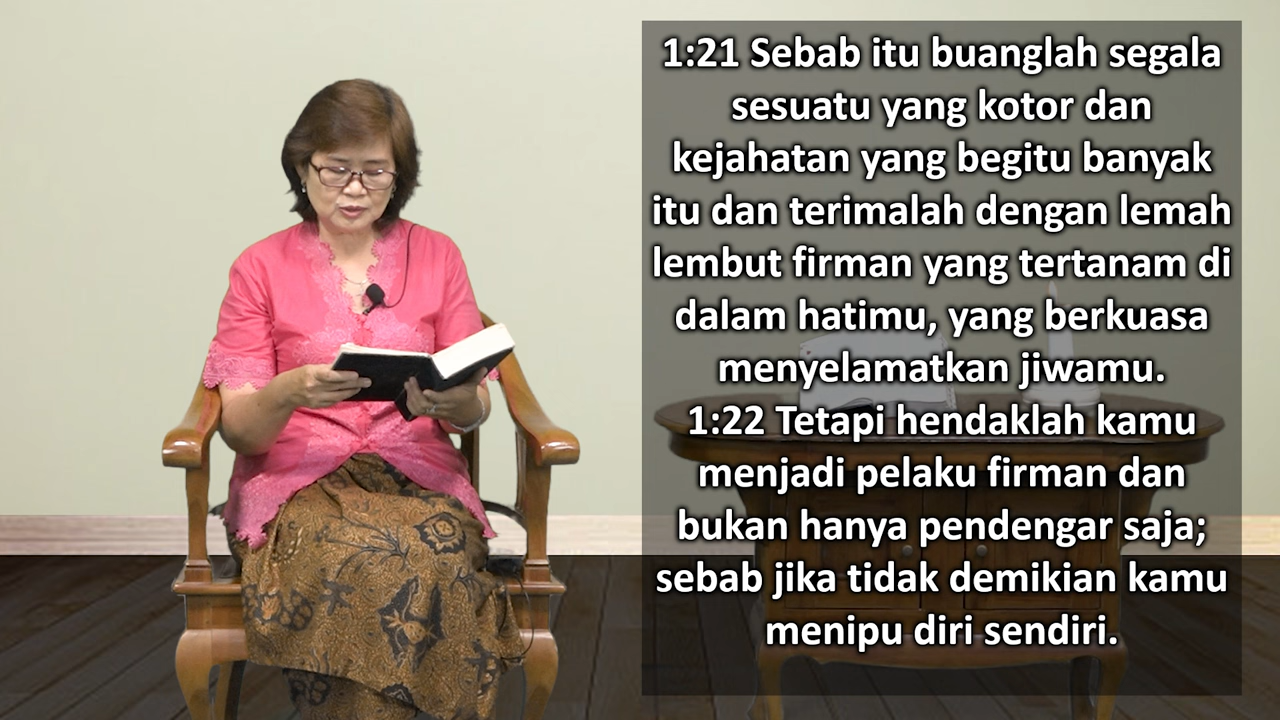 1:21 Sebab itu buanglah segala
sesuatu yang kotor dan
kejahatan yang begitu banyak
itu dan terimalah dengan lemah
lembut firman yang tertanam di
dalam hatimu, yang berkuasa
menyelamatkan jiwamu.
1:22 Tetapi hendaklah kamu
menjadi pelaku firman dan
bukan hanya pendengar saja;
sebab jika tidak demikian kamu
menipu diri sendiri.